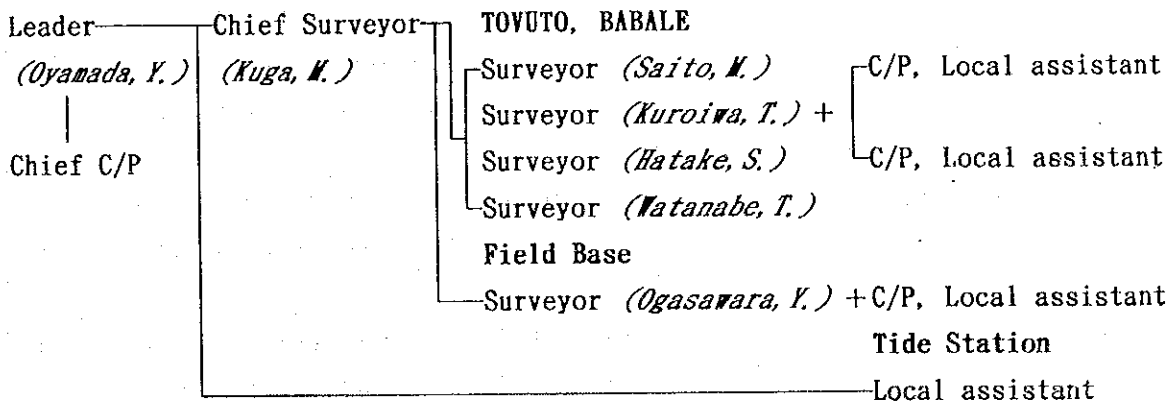 Leader Chief Surveyor TOVUTO, BABALE
(Oyamada, Y.) (Kuga, M.) Surveyor (Saito, M.) C/P, Local assistant
Surveyor (Kuroiwa, T.) +
Chief C/P Surveyor (Hatake, S.) C/P, Local assistant
Surveyor (Watanabe, T.)
Field Base
Surveyor (Ogasawara, Y.) + C/P, Local assistant
Tide Station
Local assistant